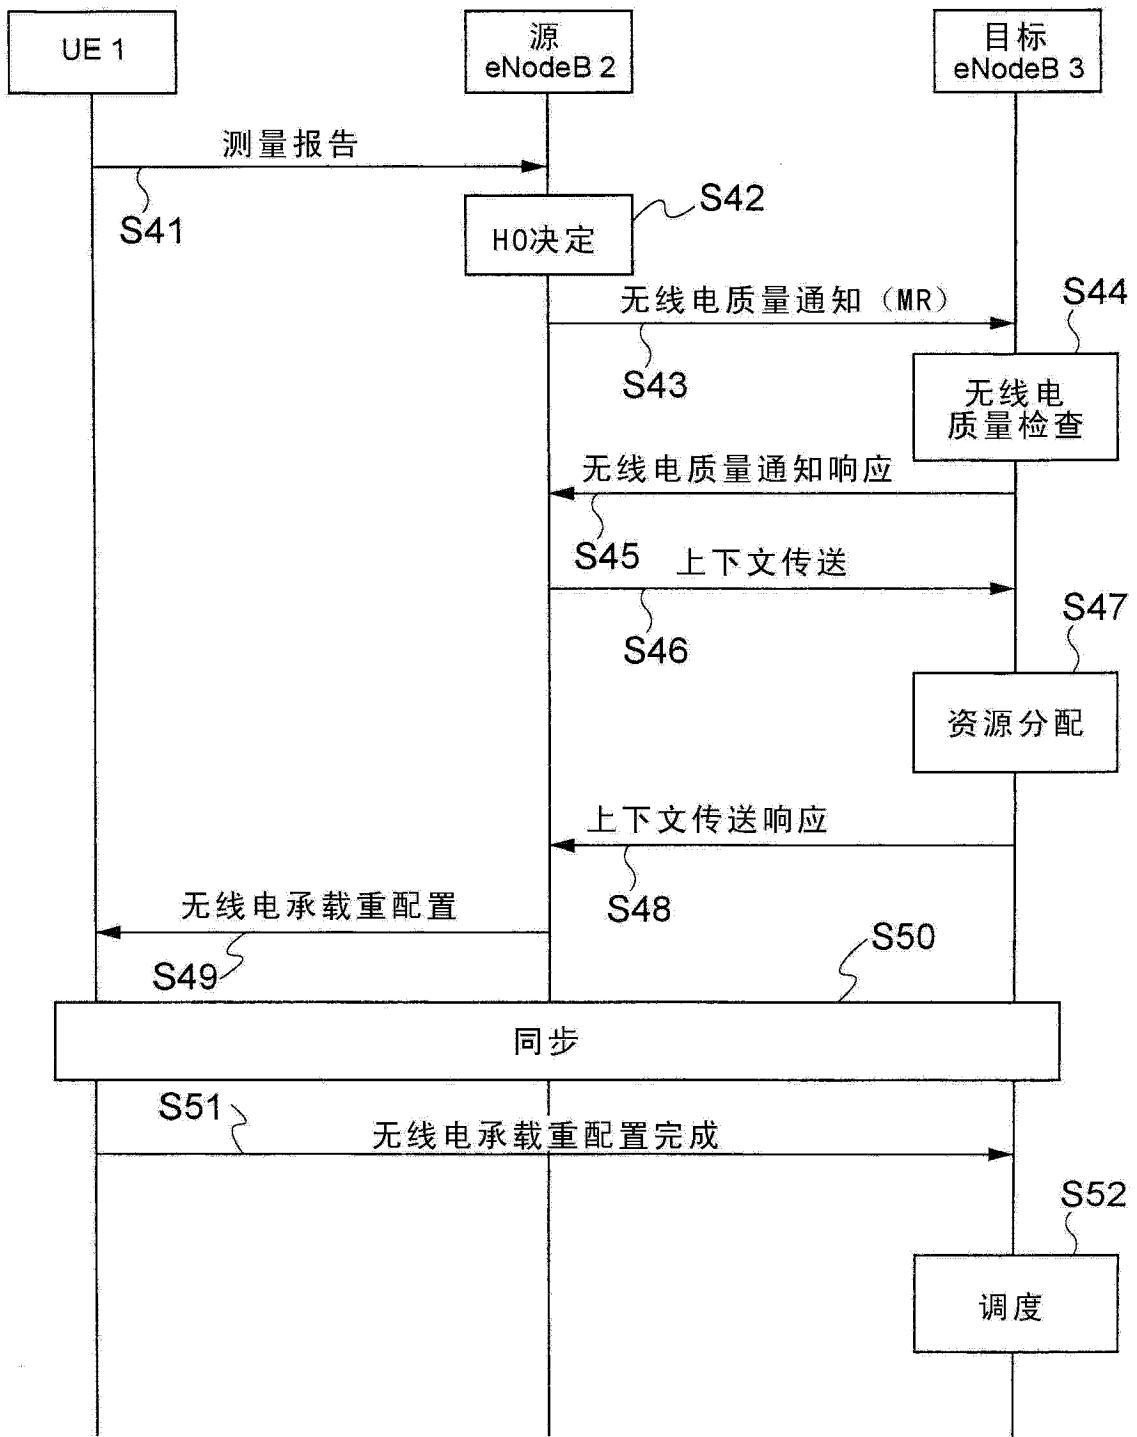 UE 1
源
eNodeB 2
目标
eNodeB 3
测量报告
S41
S42
HO决定
无线电质量通知（MR）
S43
S44
无线电
质量检查
无线电质量通知响应
S45
上下文传送
S46
S47
资源分配
上下文传送响应
S48
无线电承载重配置
S49
S50
同步
S51
无线电承载重配置完成
S52
调度